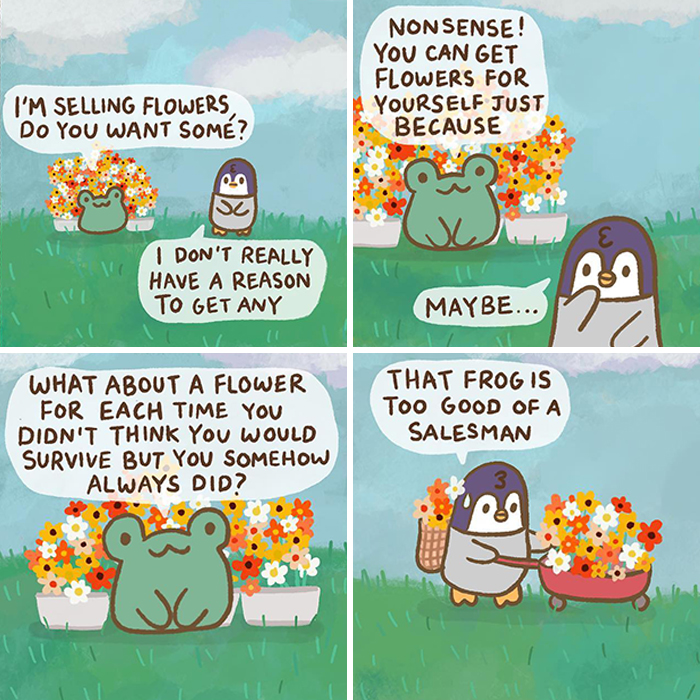 I'M SELLING FLOWERS,
DO YOU WANT SOME?
I DON'T REALLY
HAVE A REASON
TO GET ANY
NONSENSE!
YOU CAN GET
FLOWERS FOR
YOURSELF JUST
BECAUSE
MAYBE...
WHAT ABOUT A FLOWER
FOR EACH TIME YOU
DIDN'T THINK YOU WOULD
SURVIVE BUT YOU SOMEHOW
ALWAYS DID?
THAT FROG IS
TOO GOOD OF A
SALESMAN